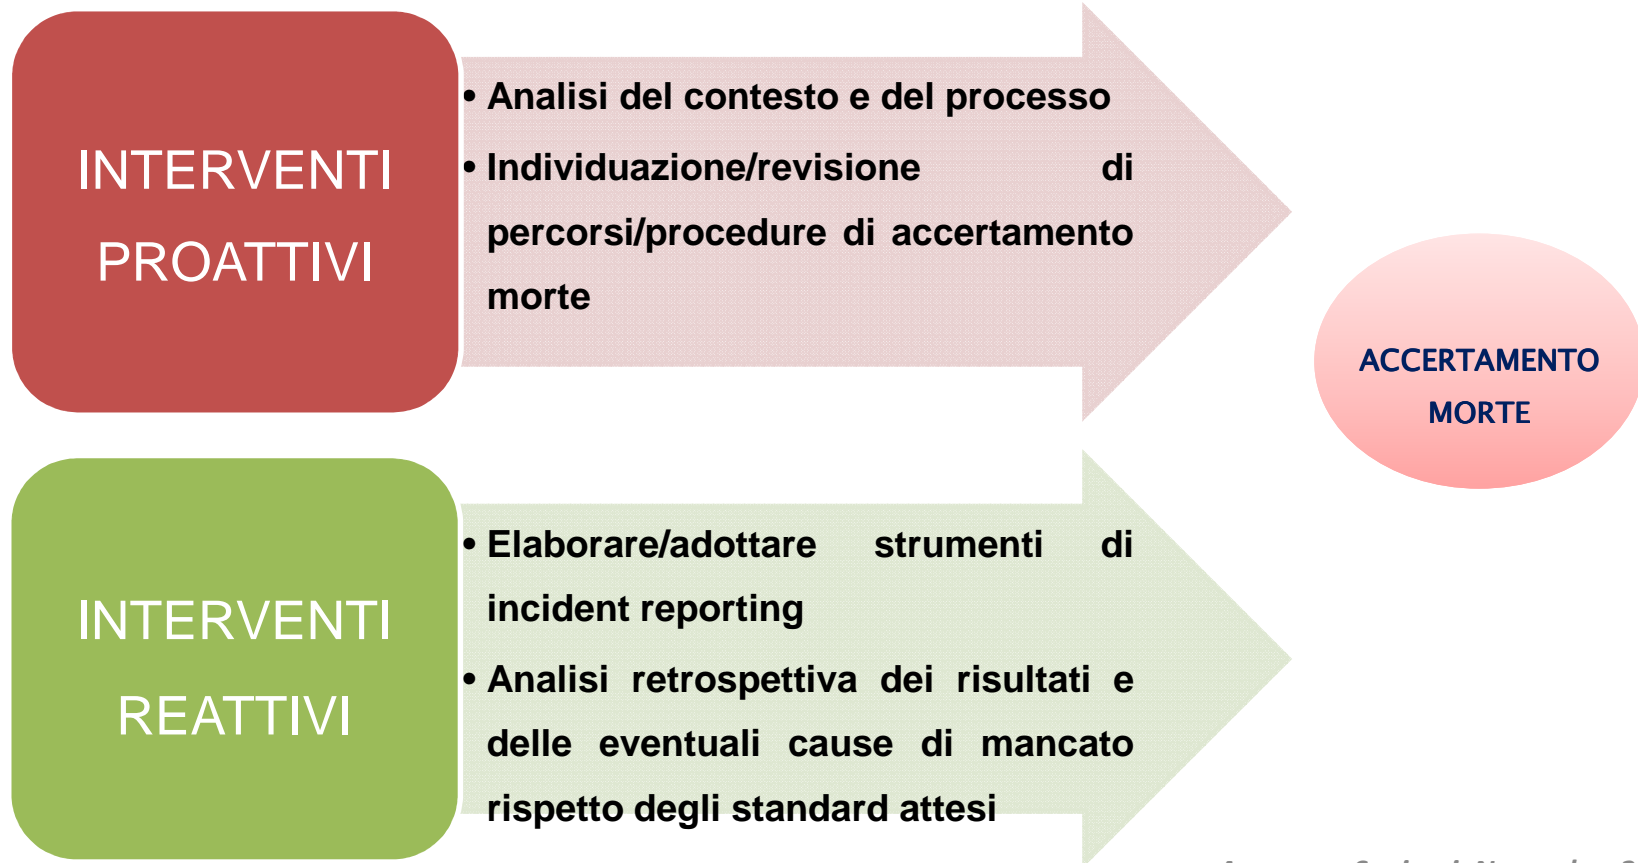 INTERVENTI
PROATTIVI
• Analisi del contesto e del processo
• Individuazione/revisione di
percorsi/procedure di accertamento
morte
ACCERTAMENTO
MORTE
INTERVENTI
REATTIVI
• Elaborare/adottare strumenti di
incident reporting
• Analisi retrospettiva dei risultati e
delle eventuali cause di mancato
rispetto degli standard attesi